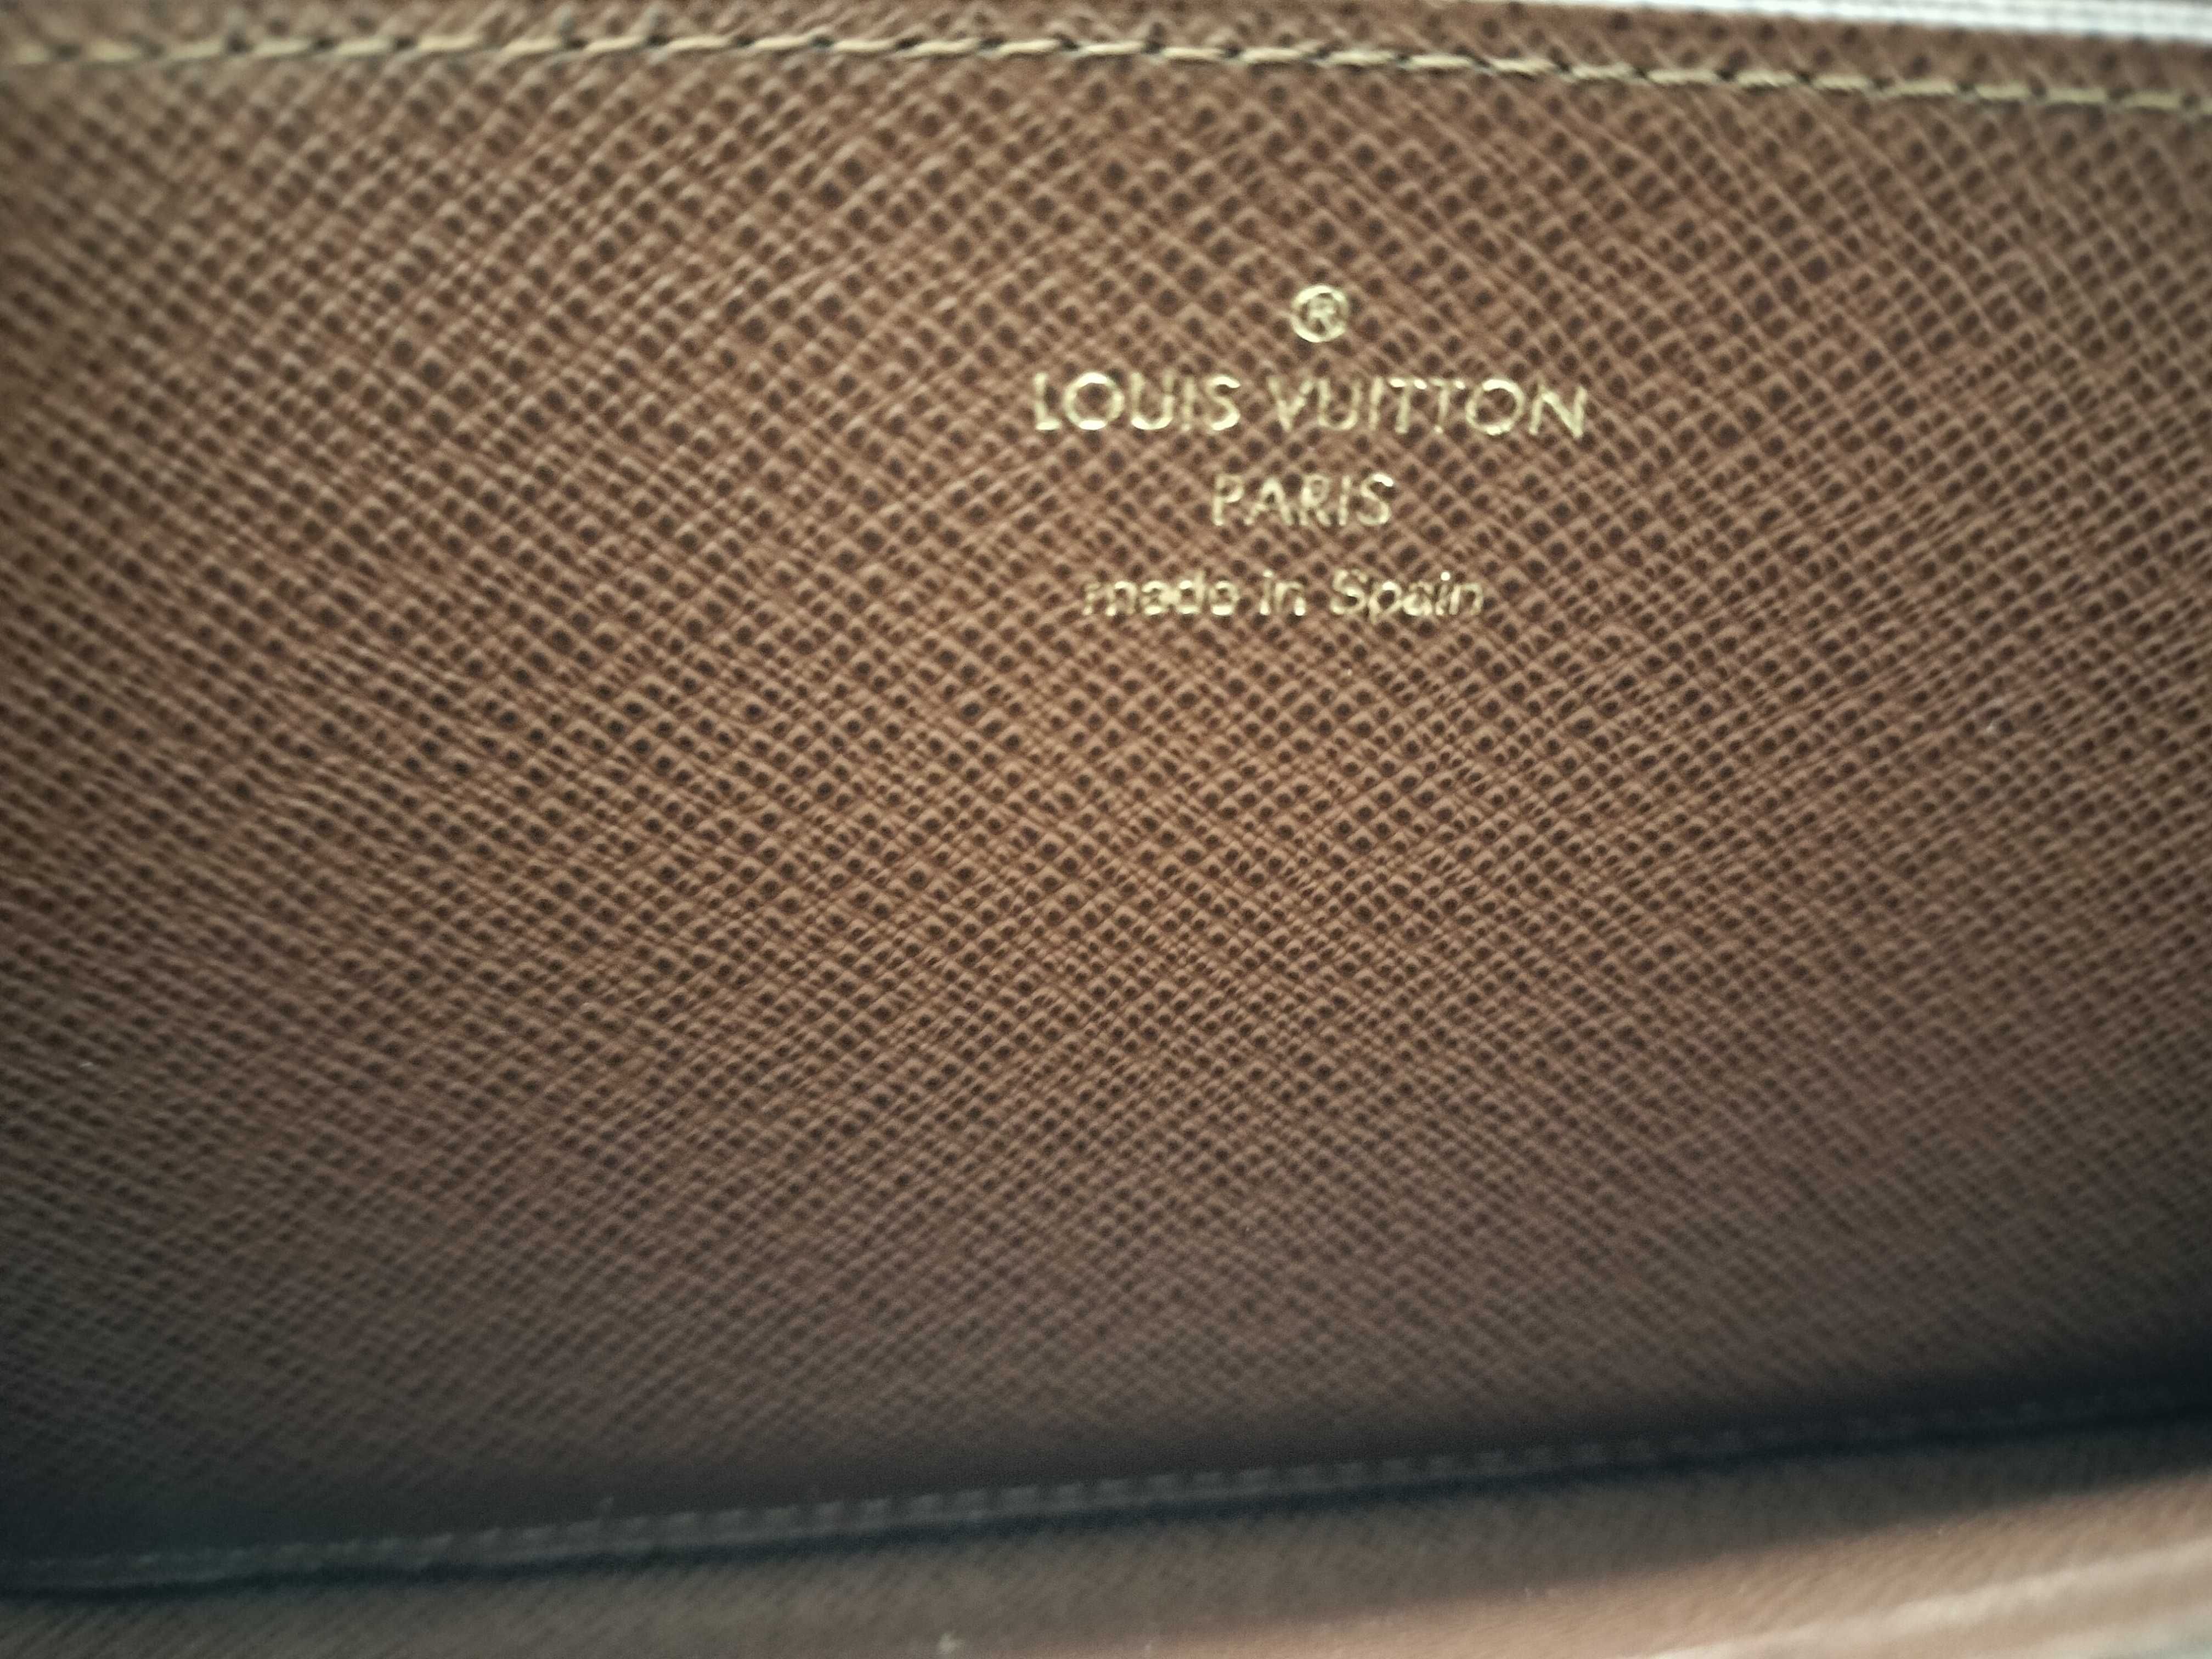 ®
LOUIS VUITTON
PARIS
made in Spain